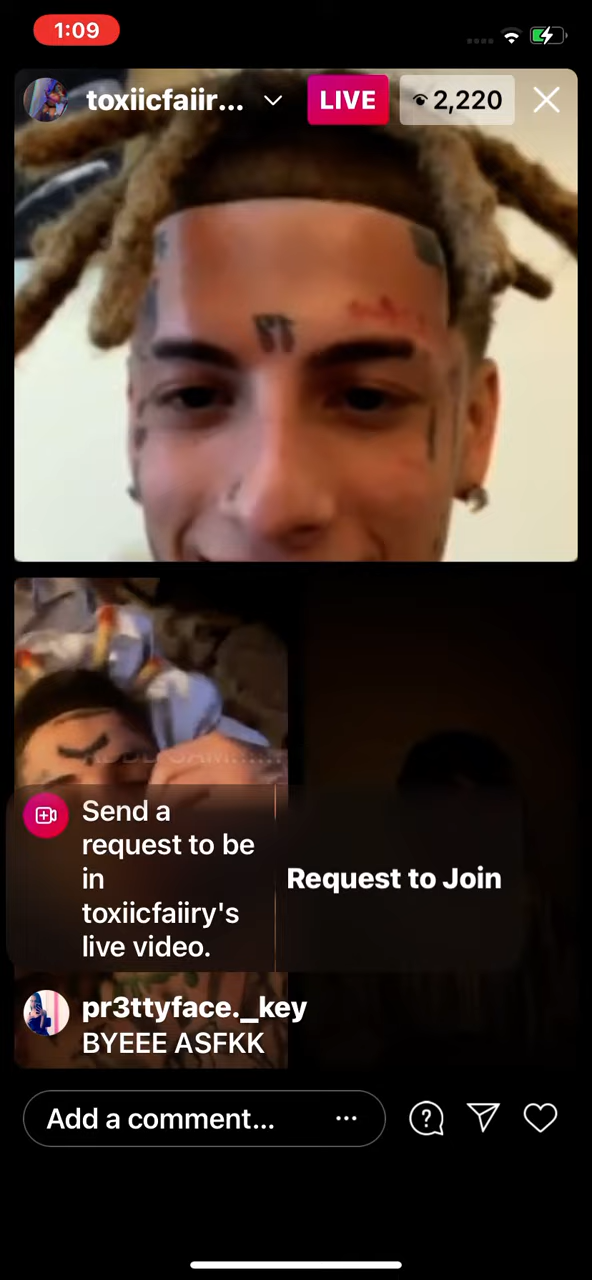 1:09
toxiicfaiir...
LIVE
2,220
Send a
request to be
in
toxiicfaiiry's
live video.
Request to Join
pr3ttyface._key
BYEEE ASFKK
Add a comment...